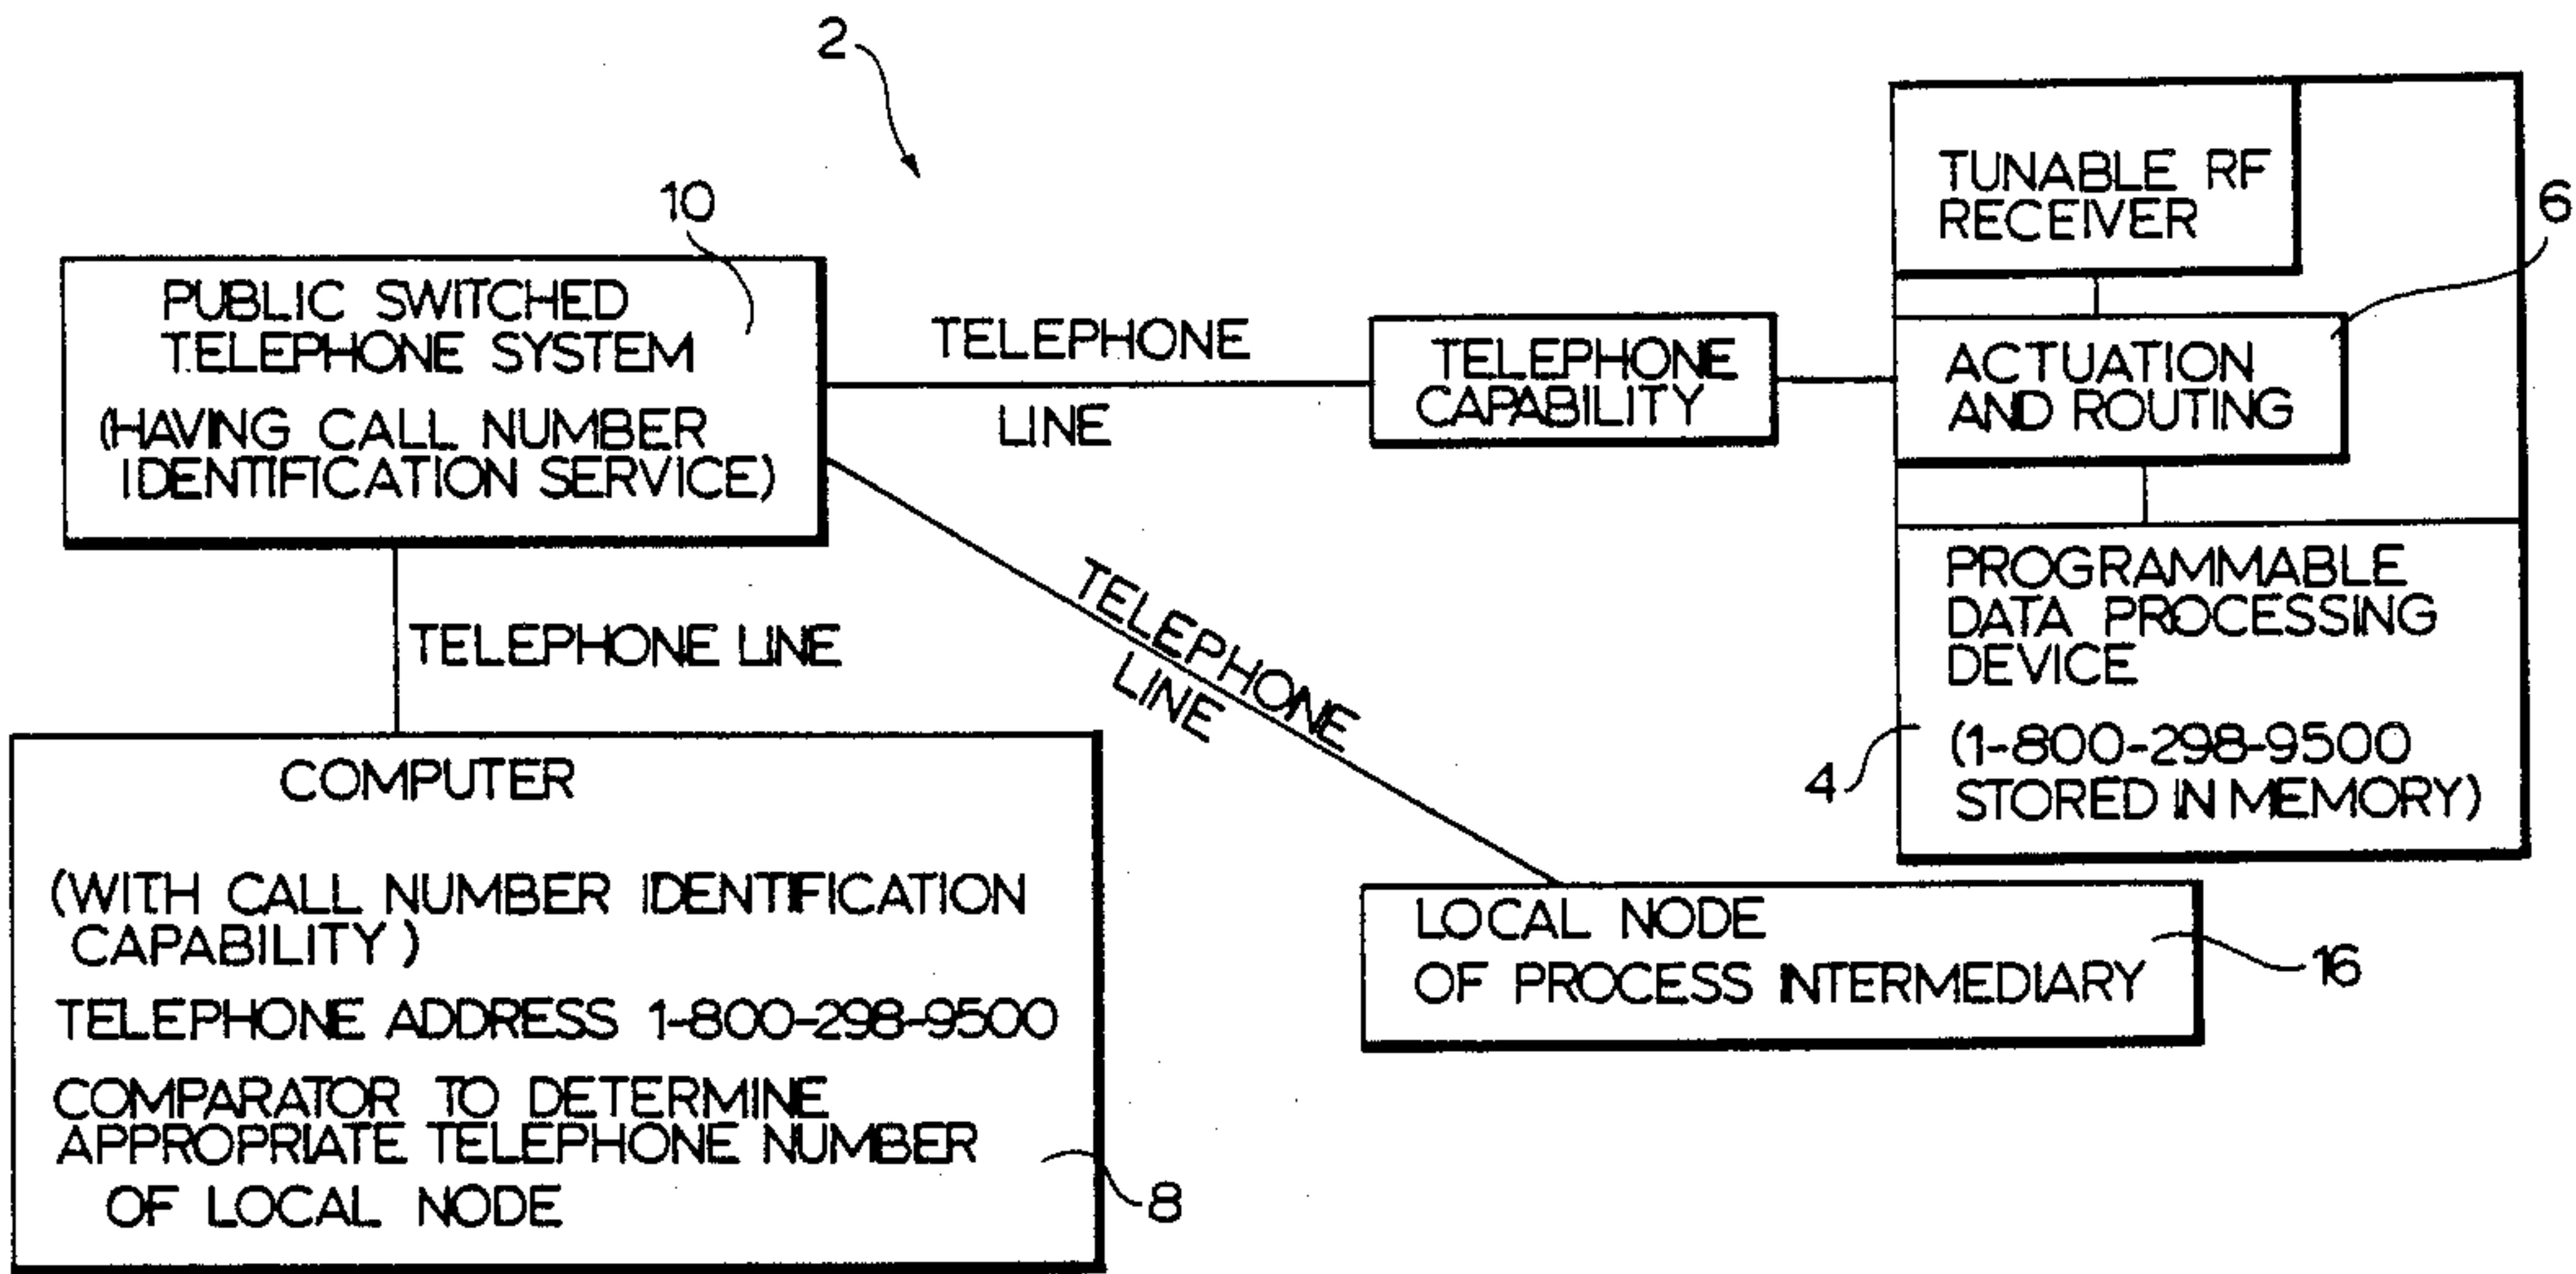 2
10
PUBLIC SWITCHED
TELEPHONE SYSTEM
(HAVING CALL NUMBER
IDENTIFICATION SERVICE)
TELEPHONE
LINE
TELEPHONE
CAPABILITY
TUNABLE RF
RECEIVER
6
ACTUATION
AND ROUTING
PROGRAMMABLE
DATA PROCESSING
DEVICE
4
(1-800-298-9500
STORED IN MEMORY)
TELEPHONE LINE
TELEPHONE
LINE
COMPUTER
(WITH CALL NUMBER IDENTIFICATION
CAPABILITY)
TELEPHONE ADDRESS 1-800-298-9500
COMPARATOR TO DETERMINE
APPROPRIATE TELEPHONE NUMBER
OF LOCAL NODE
8
LOCAL NODE
OF PROCESS INTERMEDIARY
16